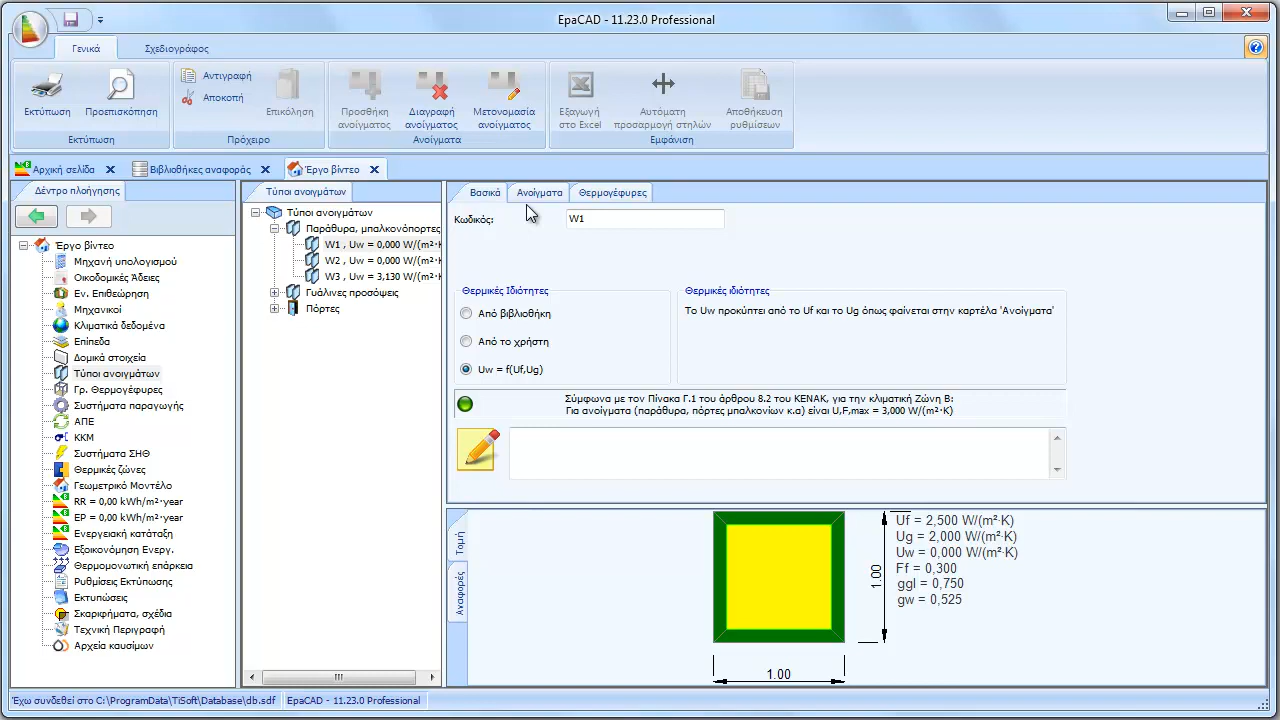 EpaCAD - 11.23.0 Professional
Γενικά
Σχεδιογράφος
Εκτύπωση
Προεπισκόπηση
Εκτύπωση
Αντιγραφή
Αποκοπή
Επικόληση
Πρόχειρο
Προσθήκη ανοίγματος
Διαγραφή ανοίγματος
Μετονομασία ανοίγματος
Ανοίγματα
Εξαγωγή στο Excel
Αυτόματη προσαρμογή στηλών
Αποθήκευση ρυθμίσεων
Εμφάνιση
Αρχική σελίδα
Βιβλιοθήκες αναφοράς
Έργο βίντεο
Δέντρο πλοήγησης
Έργο βίντεο
Μηχανή υπολογισμού
Οικοδομικές Άδειες
Εν. Επιθεώρηση
Μηχανικοί
Κλιματικά δεδομένα
Επίπεδα
Δομικά στοιχεία
Τύποι ανοιγμάτων
Γρ. Θερμογέφυρες
Συστήματα παραγωγής
ΑΠΕ
ΚΚΜ
Συστήματα ΣΗΘ
Θερμικές ζώνες
Γεωμετρικό Μοντέλο
RR = 0,00 kWh/m²·year
EP = 0,00 kWh/m²·year
Ενεργειακή κατάταξη
Εξοικονόμηση Ενεργ.
Θερμομονωτική επάρκεια
Ρυθμίσεις Εκτύπωσης
Εκτυπώσεις
Σκαριφήματα, σχέδια
Τεχνική Περιγραφή
Αρχεία καυσίμων
Τύποι ανοιγμάτων
Τύποι ανοιγμάτων
Παράθυρα, μπαλκονόπορτες
W1 , Uw = 0,000 W/(m²·K
W2 , Uw = 0,000 W/(m²·K
W3 , Uw = 3,130 W/(m²·K
Γυάλινες προσόψεις
Πόρτες
Βασικά
Ανοίγματα
Θερμογέφυρες
Κωδικός:
W1
Θερμικές Ιδιότητες
Από βιβλιοθήκη
Από το χρήστη
Uw = f(Uf,Ug)
Θερμικές ιδιότητες
Το Uw προκύπτει από το Uf και το Ug όπως φαίνεται στην καρτέλα 'Ανοίγματα'
Σύμφωνα με τον Πίνακα Γ.1 του άρθρου 8.2 του ΚΕΝΑΚ, για την κλιματική Ζώνη Β:
Για ανοίγματα (παράθυρα, πόρτες μπαλκονίων κ.α) είναι U,F,max = 3,000 W/(m²·K)
Τομή
Αναφορές
1.00
1.00
Uf = 2,500 W/(m²·K)
Ug = 2,000 W/(m²·K)
Uw = 0,000 W/(m²·K)
Ff = 0,300
ggl = 0,750
gw = 0,525
Έχω συνδεθεί στο C:\ProgramData\TiSoft\Database\db.sdf
EpaCAD - 11.23.0 Professional